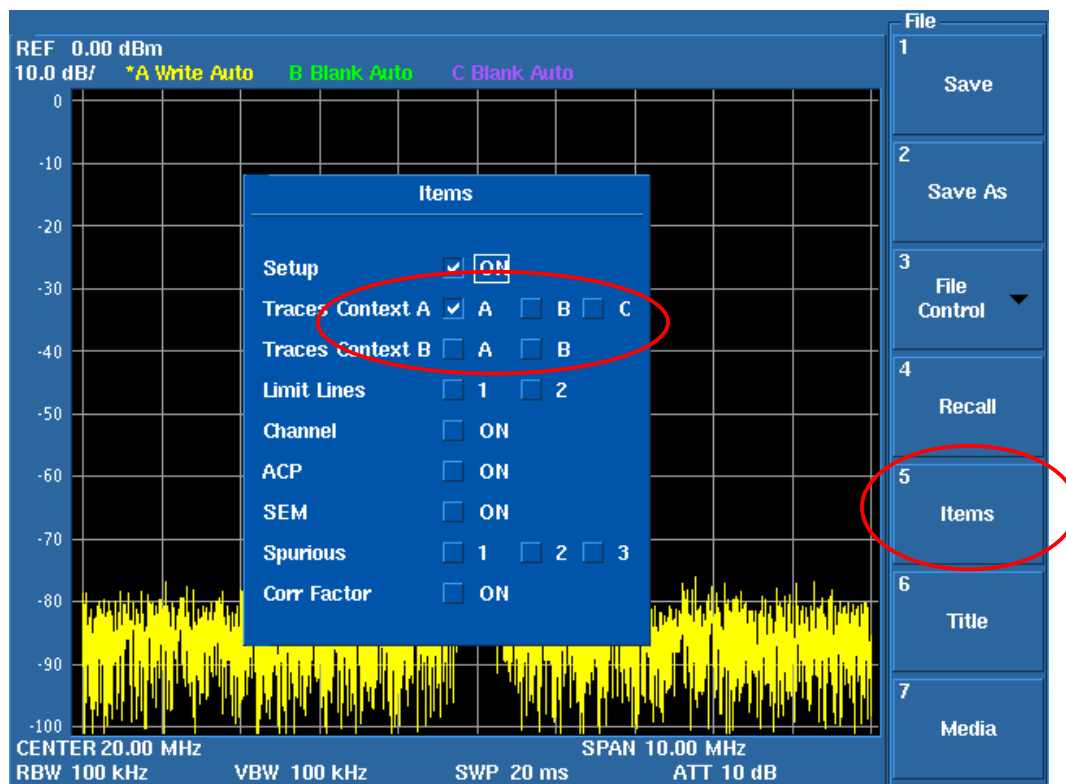 REF 0.00 dBm
10.0 dB/ *A Write Auto B Blank Auto C Blank Auto
0
-10
-20
-30
-40
-50
-60
-70
-80
-90
-100
Items
Setup ON
Traces Context A A B C
Traces Context B A B
Limit Lines 1 2
Channel ON
ACP ON
SEM ON
Spurious 1 2 3
Corr Factor ON
CENTER 20.00 MHz SPAN 10.00 MHz
RBW 100 kHz VBW 100 kHz SWP 20 ms ATT 10 dB
File
1
Save
2
Save As
3
File
Control
4
Recall
5
Items
6
Title
7
Media